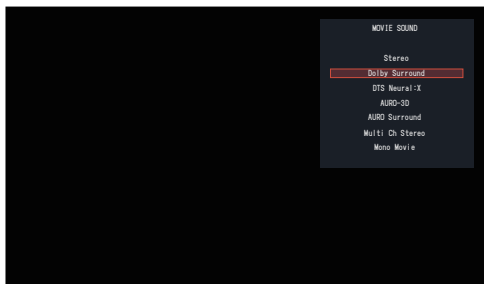 MOVIE SOUND
Stereo
Dolby Surround
DTS Neural:X
AURO-3D
AURO Surround
Multi Ch Stereo
Mono Movie